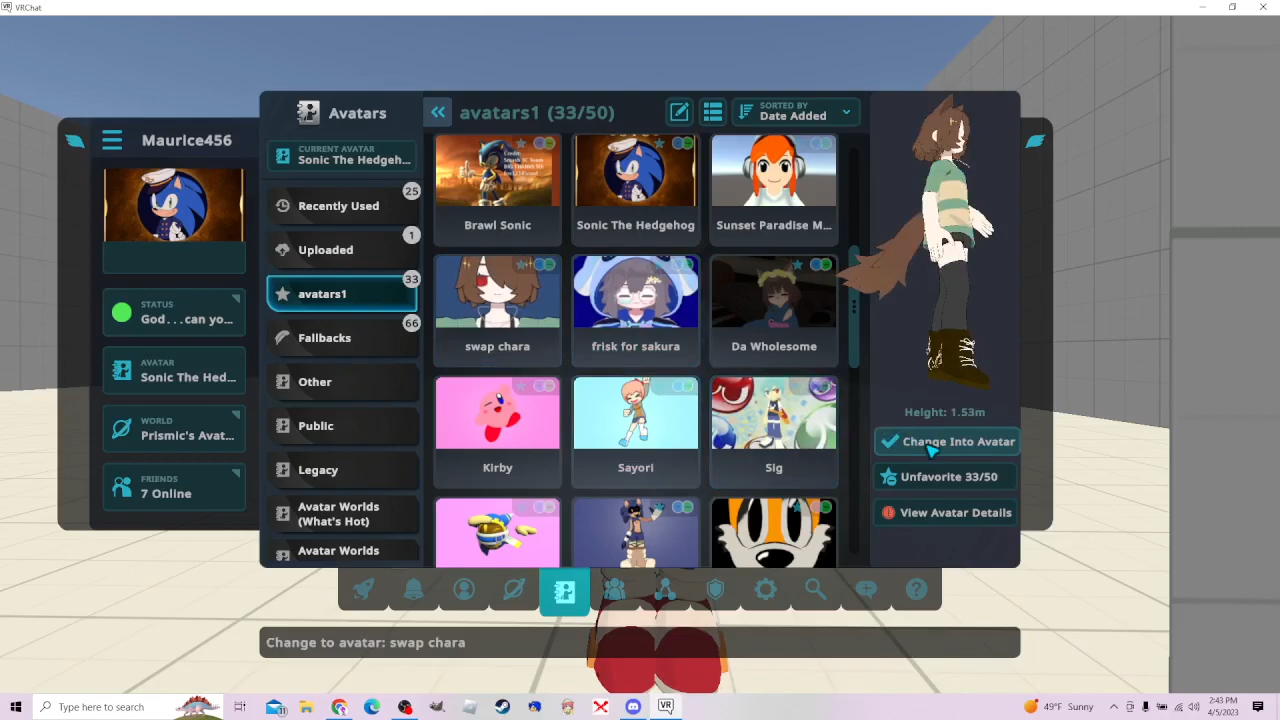 VRChat
Maurice456
STATUS
God...can yo...
AVATAR
Sonic The Hed...
WORLD
Prismic's Avat...
FRIENDS
7 Online
Avatars
CURRENT AVATAR
Sonic The Hedgeh...
25
Recently Used
1
Uploaded
33
avatars1
66
Fallbacks
Other
Public
Legacy
Avatar Worlds
(What's Hot)
Avatar Worlds
avatars1 (33/50)
SORTED BY
Date Added
Brawl Sonic
Sonic The Hedgehog
Sunset Paradise M...
swap chara
frisk for sakura
Da Wholesome
Kirby
Sayori
Sig
Height: 1.53m
Change Into Avatar
Unfavorite 33/50
View Avatar Details
Change to avatar: swap chara
Type here to search
49°F Sunny
2:43 PM
4/5/2023